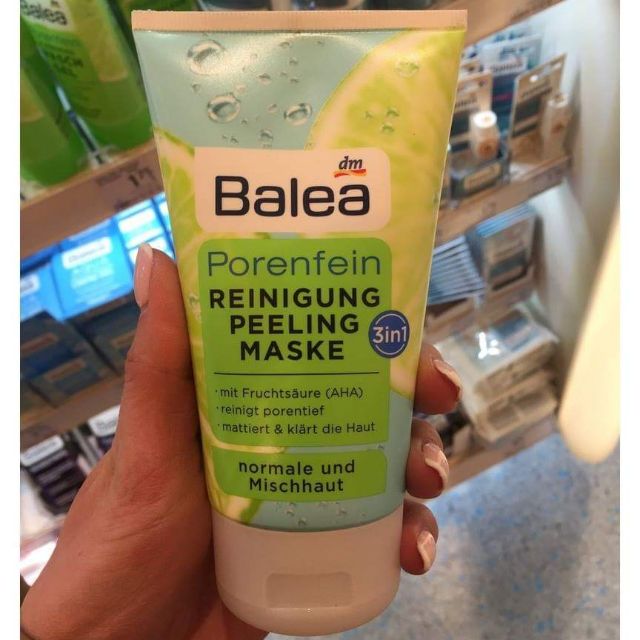 dm
Balea
Porenfein
REINIGUNG
PEELING
MASKE
3in1
· mit Fruchtsäure (AHA)
· reinigt porentief
· mattiert & klärt die Haut
normale und
Mischhaut
Balea